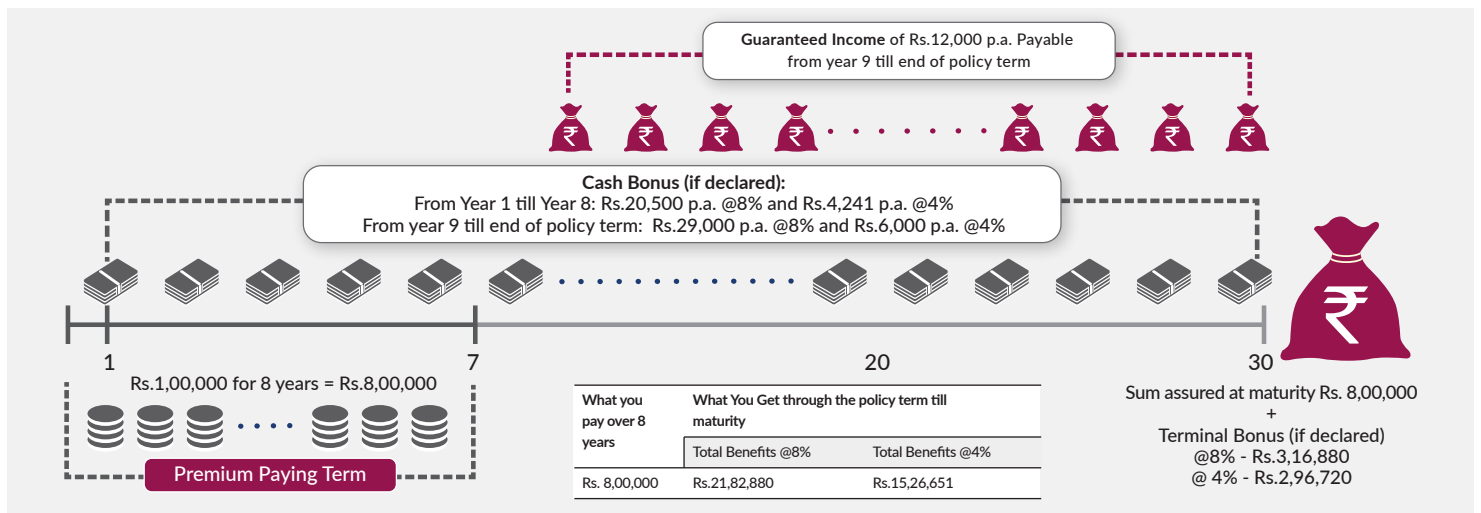 Guaranteed Income of Rs.12,000 p.a. Payable
from year 9 till end of policy term
₹ ₹ ₹ ₹ ₹ ₹ ₹ ₹
Cash Bonus (if declared):
From Year 1 till Year 8: Rs.20,500 p.a. @8% and Rs.4,241 p.a. @4%
From year 9 till end of policy term: Rs.29,000 p.a. @8% and Rs.6,000 p.a. @4%
₹
1 7 20 30
Rs.1,00,000 for 8 years = Rs.8,00,000
Premium Paying Term
What you
pay over 8
years
What You Get through the policy term till
maturity
Total Benefits @8% Total Benefits @4%
Rs. 8,00,000 Rs.21,82,880 Rs.15,26,651
Sum assured at maturity Rs. 8,00,000
+
Terminal Bonus (if declared)
@8% - Rs.3,16,880
@ 4% - Rs.2,96,720